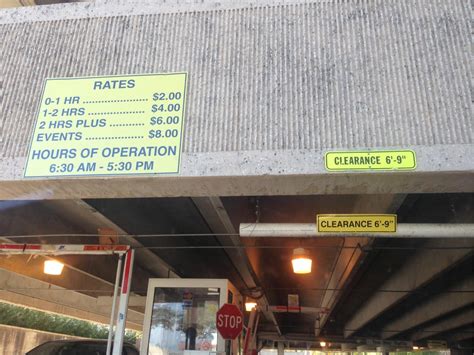 RATES
0-1 HR .................. $2.00
1-2 HRS ................ $4.00
2 HRS PLUS .......... $6.00
EVENTS ................. $8.00
HOURS OF OPERATION
6:30 AM - 5:30 PM
CLEARANCE 6'-9"
CLEARANCE 6'-9"
STOP